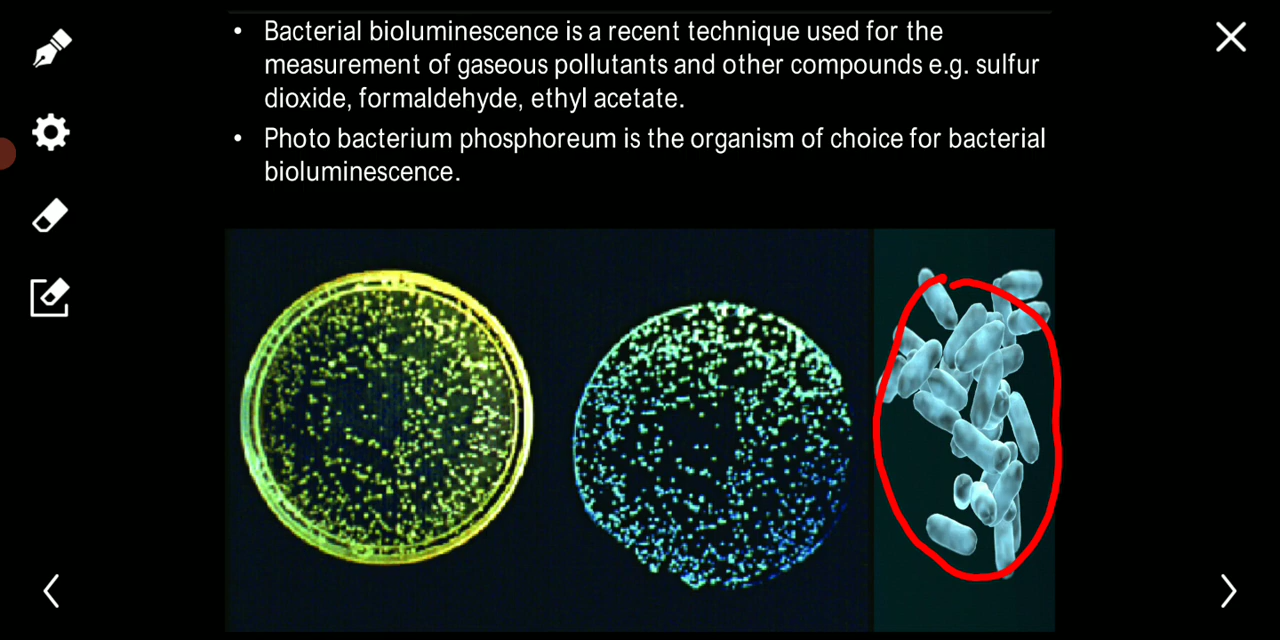 • Bacterial bioluminescence is a recent technique used for the
measurement of gaseous pollutants and other compounds e.g. sulfur
dioxide, formaldehyde, ethyl acetate.
• Photo bacterium phosphoreum is the organism of choice for bacterial
bioluminescence.